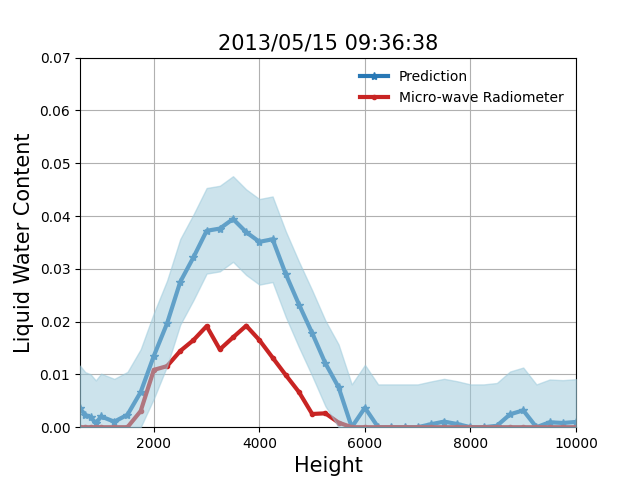 2013/05/15 09:36:38
Prediction
Micro-wave Radiometer
Liquid Water Content
0.07
0.06
0.05
0.04
0.03
0.02
0.01
0.00
2000 4000 6000 8000 10000
Height